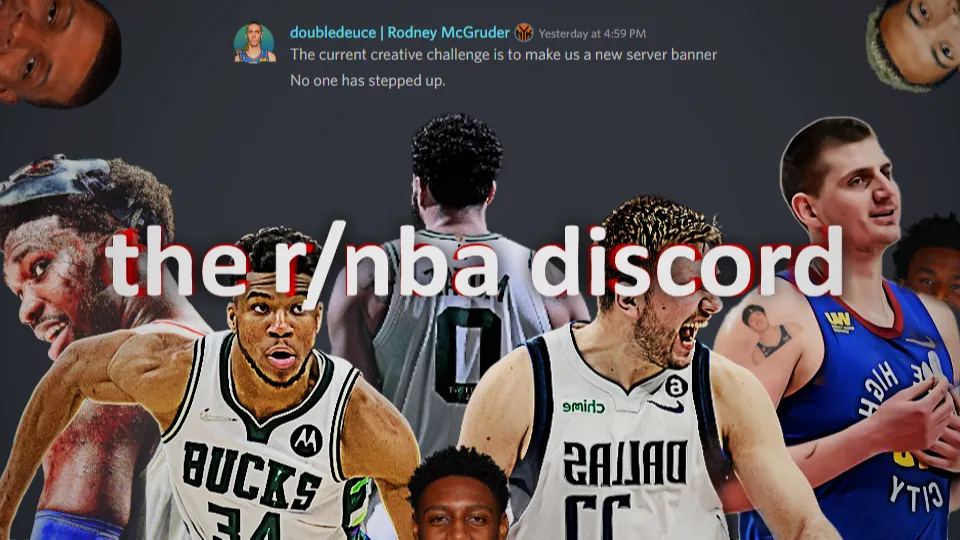 doubledeuce | Rodney McGruder Yesterday at 4:59 PM
The current creative challenge is to make us a new server banner
No one has stepped up.
the r/nba discord
0
BUCKS
34
chime
6
DALLAS
77
MILE
HIGH
CITY